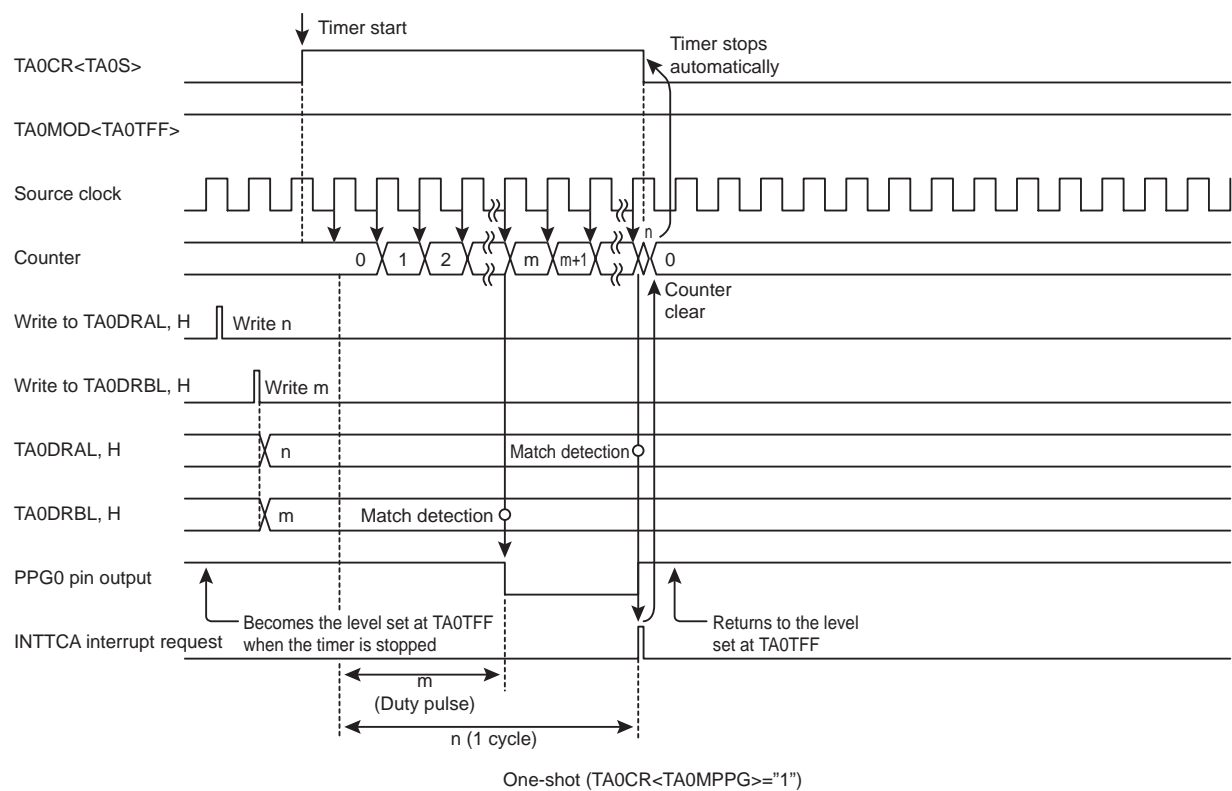 Timer start
TA0CR<TA0S>
Timer stops
automatically
TA0MOD<TA0TFF>
Source clock
n
Counter
0 1 2 m m+1 0
Counter
clear
Write to TA0DRAL, H
Write n
Write to TA0DRBL, H
Write m
TA0DRAL, H
n
Match detection
TA0DRBL, H
m
Match detection
PPG0 pin output
Becomes the level set at TA0TFF
when the timer is stopped
Returns to the level
set at TA0TFF
INTTCA interrupt request
m
(Duty pulse)
n (1 cycle)
One-shot (TA0CR<TA0MPPG>=”1”)